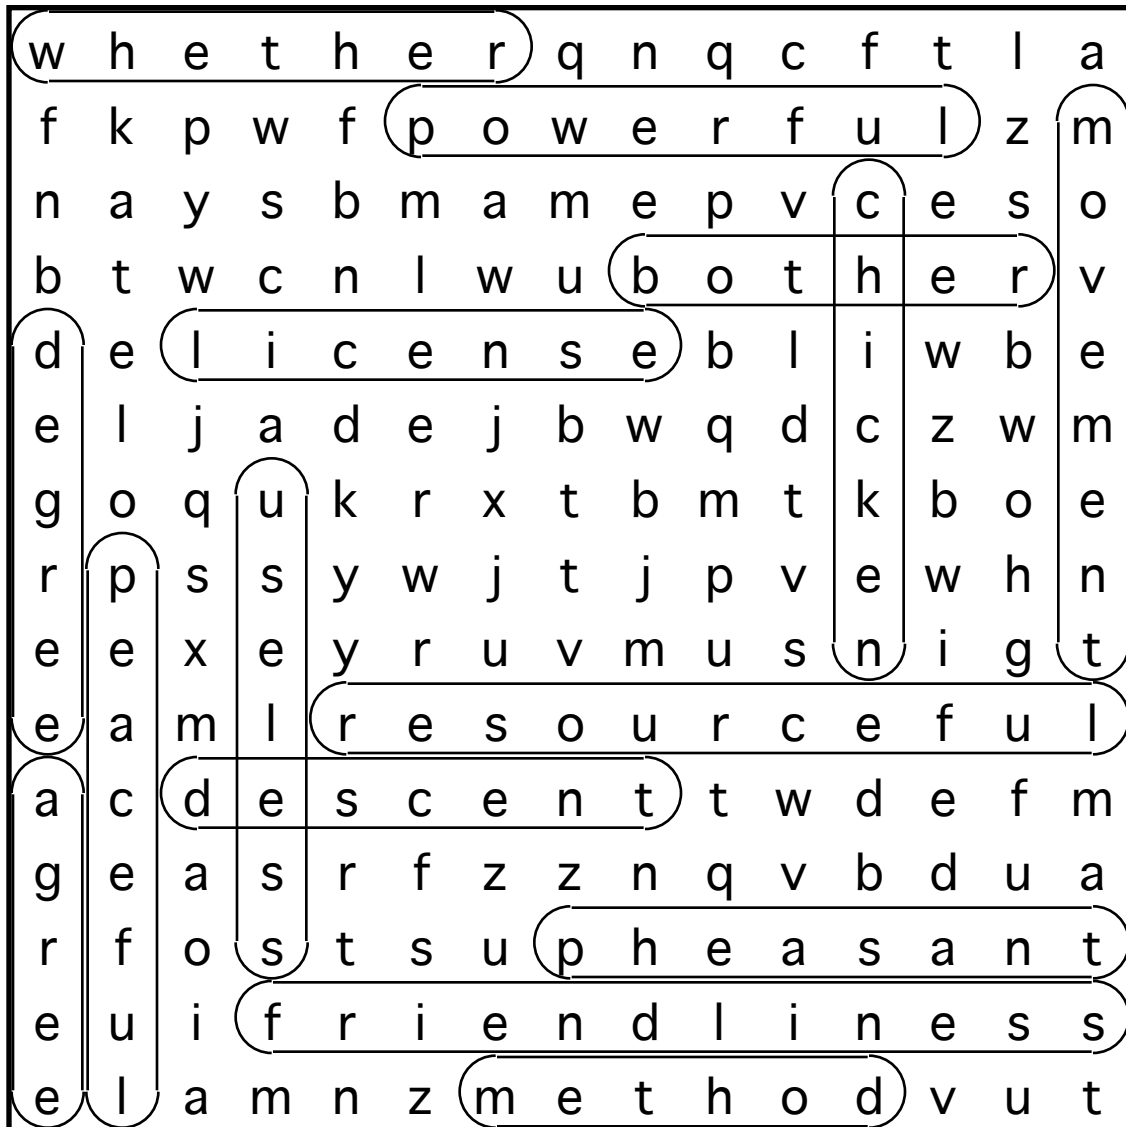 w h e t h e r q n q c f t l a
f k p w f p o w e r f u l z m
n a y s b m a m e p v c e s o
b t w c n l w u b o t h e r v
d e l i c e n s e b l i w b e
e l j a d e j b w q d c z w m
g o q u k r x t b m t k b o e
r p s s y w j t j p v e w h n
e e x e y r u v m u s n i g t
e a m l r e s o u r c e f u l
a c d e s c e n t t w d e f m
g e a s r f z z n q v b d u a
r f o s t s u p h e a s a n t
e u i f r i e n d l i n e s s
e l a m n z m e t h o d v u t